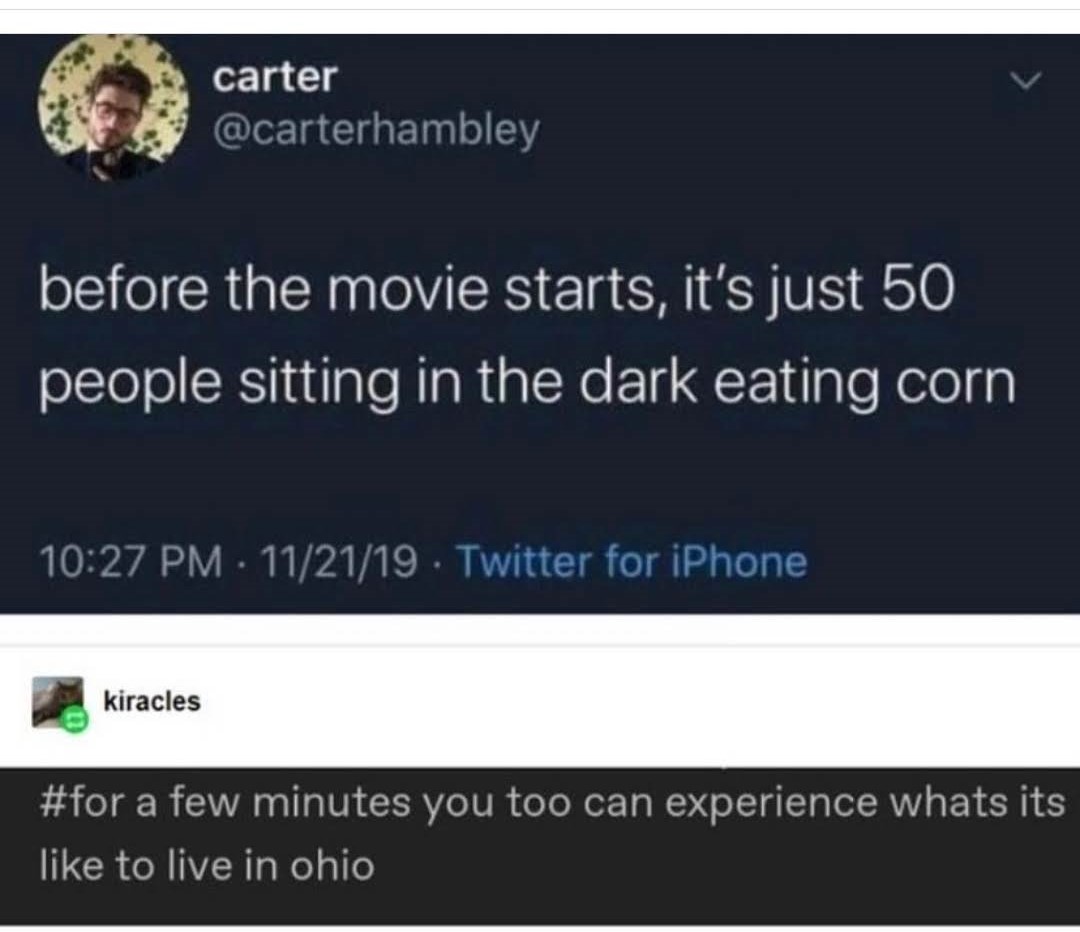 carter
@carterhambley
before the movie starts, it's just 50
people sitting in the dark eating corn
10:27 PM · 11/21/19 · Twitter for iPhone
kiracles
#for a few minutes you too can experience whats its
like to live in ohio